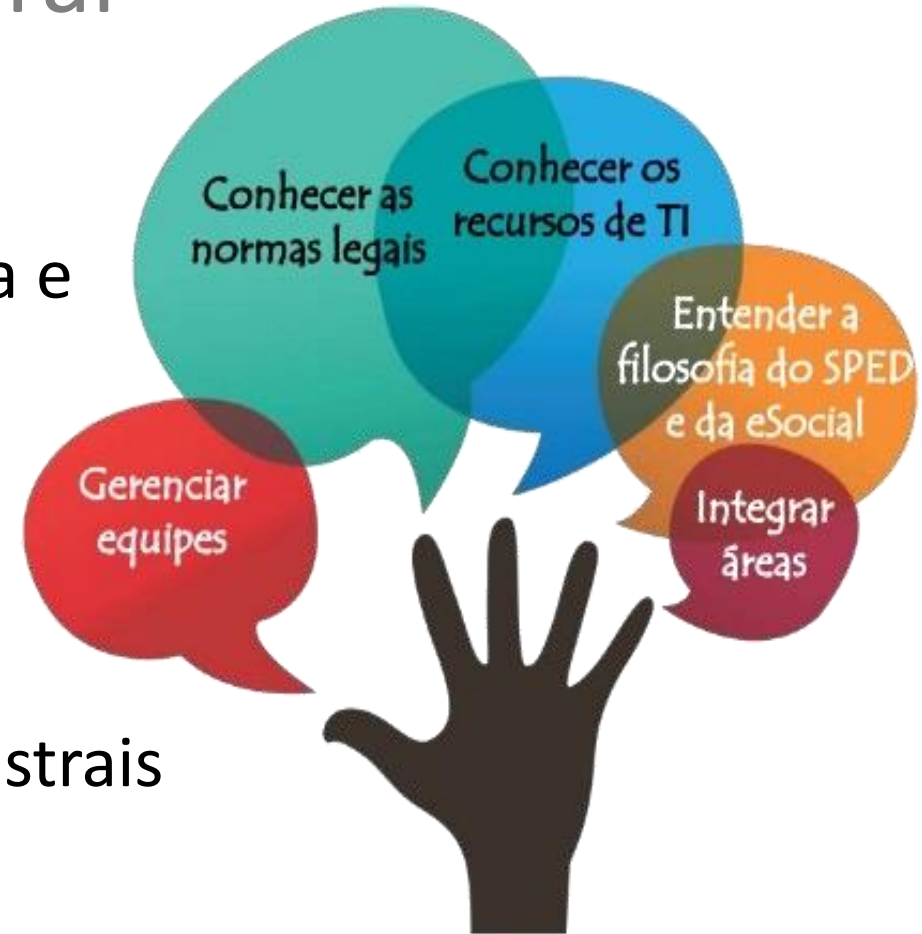 a e
Conhecer as
normas legais
Conhecer os
recursos de TI
Entender a
filosofia do SPED
e da eSocial
Gerenciar
equipes
Integrar
áreas
strais